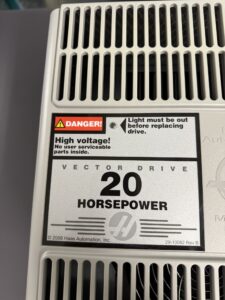 DANGER!
Light must be out
before replacing
drive.
High voltage!
No user serviceable
parts inside.
VECTOR DRIVE
20
HORSEPOWER
Haas Automation, Inc.